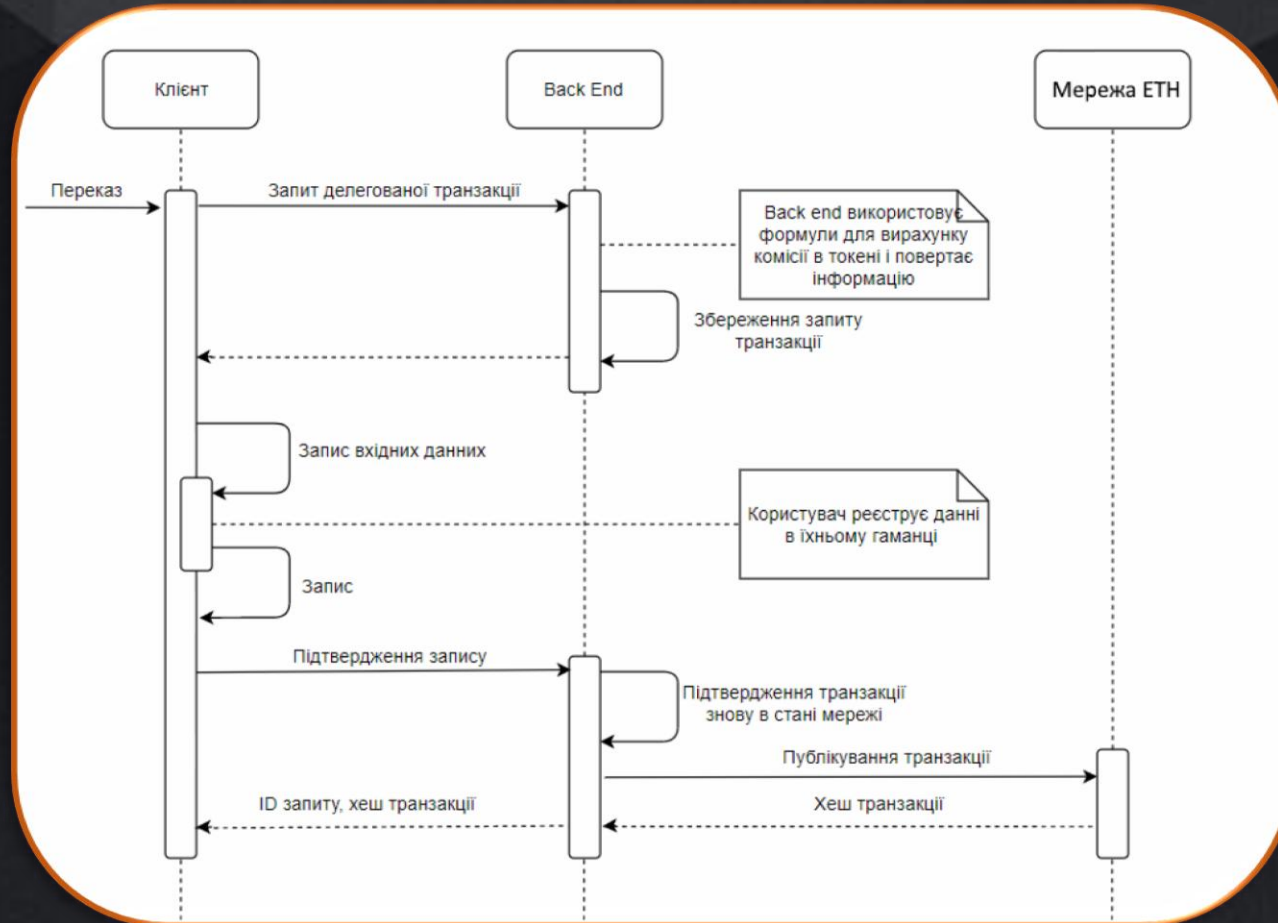 Клієнт
Back End
Мережа ETH
Переказ
Запит делегованої транзакції
Back end використовує
формули для вирахунку
комісії в токені і повертає
інформацію
Збереження запиту
транзакції
Запис вхідних данних
Користувач реєструє данні
в їхньому гаманці
Запис
Підтвердження запису
Підтвердження транзакції
знову в стані мережі
Публікування транзакції
ID запиту, хеш транзакції
Хеш транзакції